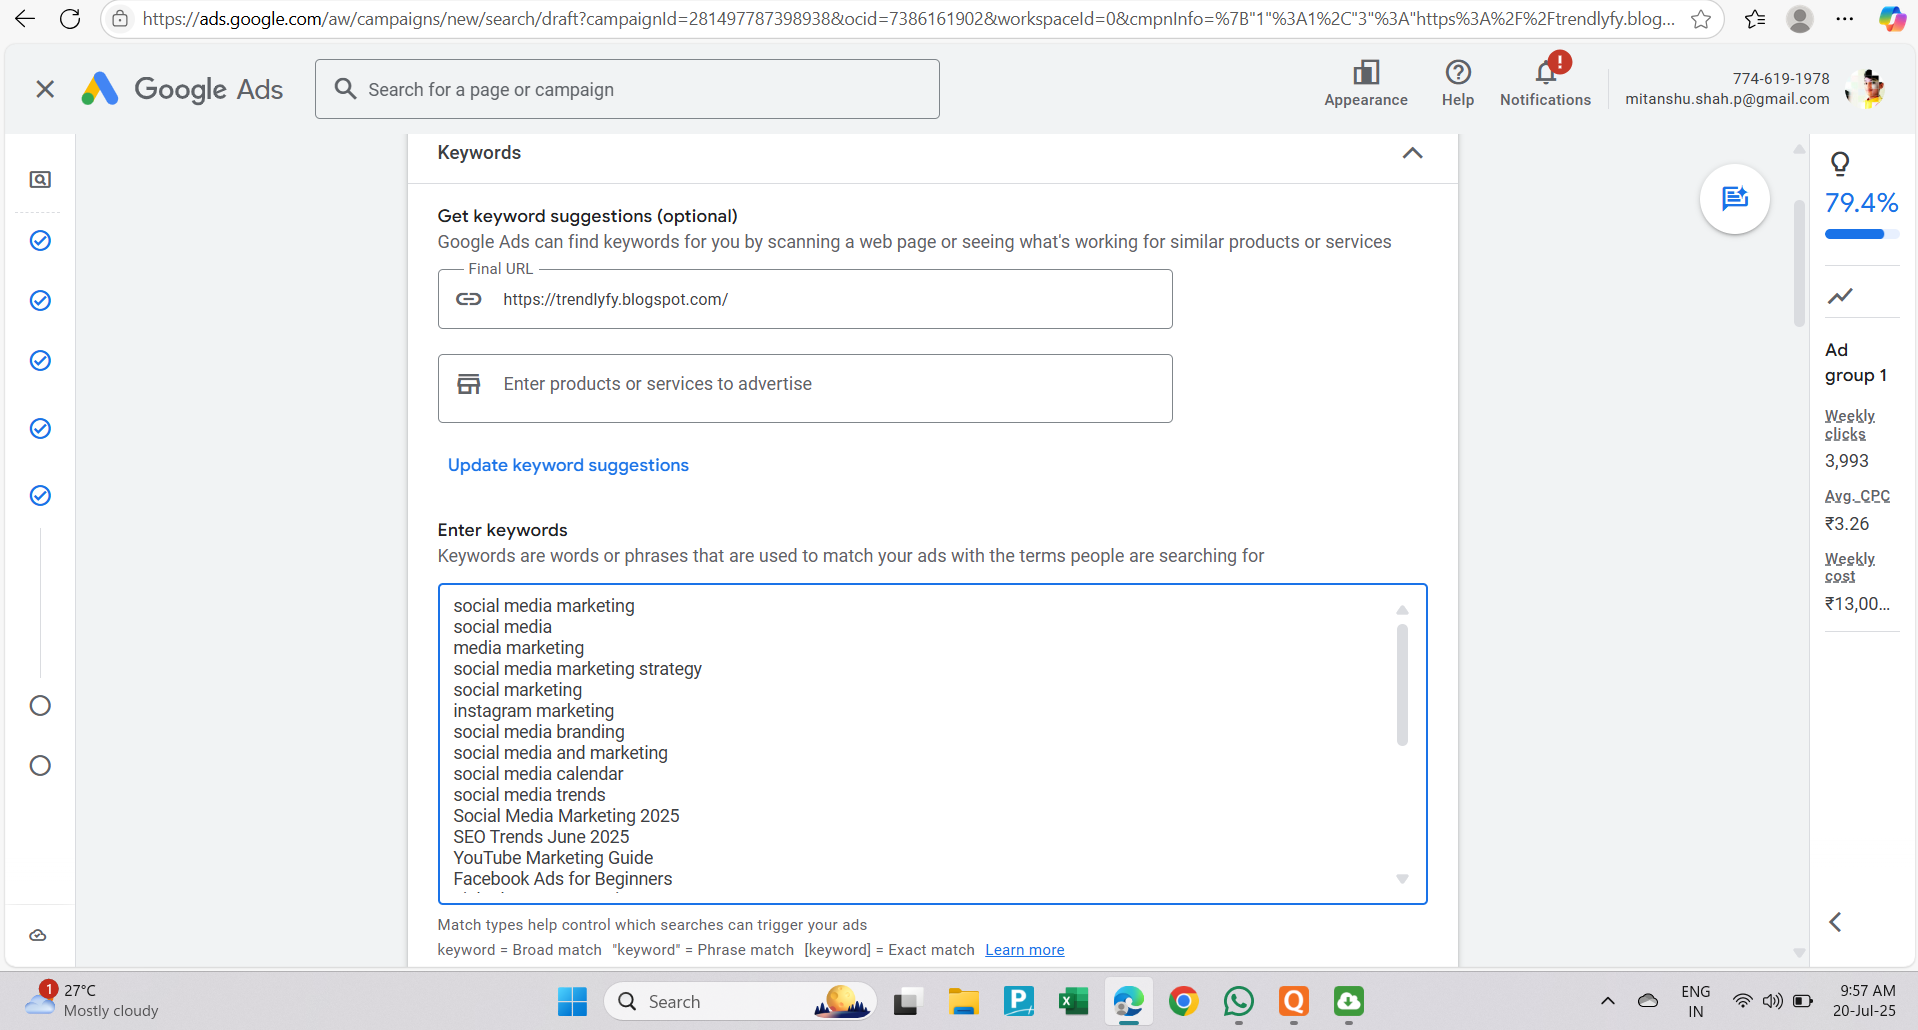 https://ads.google.com/aw/campaigns/new/search/draft?campaignId=281497787398938&ocid=7386161902&workspaceId=0&cmpnInfo=%7B"1"%3A1%2C"3"%3A"https%3A%2F%2Ftrendlyfy.blog...
Google Ads
Search for a page or campaign
Appearance
Help
!
Notifications
774-619-1978
mitanshu.shah.p@gmail.com
Keywords
Get keyword suggestions (optional)
Google Ads can find keywords for you by scanning a web page or seeing what's working for similar products or services
Final URL
https://trendlyfy.blogspot.com/
Enter products or services to advertise
Update keyword suggestions
Enter keywords
Keywords are words or phrases that are used to match your ads with the terms people are searching for
social media marketing
social media
media marketing
social media marketing strategy
social marketing
instagram marketing
social media branding
social media and marketing
social media calendar
social media trends
Social Media Marketing 2025
SEO Trends June 2025
YouTube Marketing Guide
Facebook Ads for Beginners
Match types help control which searches can trigger your ads
keyword = Broad match "keyword" = Phrase match [keyword] = Exact match Learn more
79.4%
Ad
group 1
Weekly
clicks
3,993
Avg. CPC
₹3.26
Weekly
cost
₹13,00...
1
27°C
Mostly cloudy
Search
ENG
IN
9:57 AM
20-Jul-25